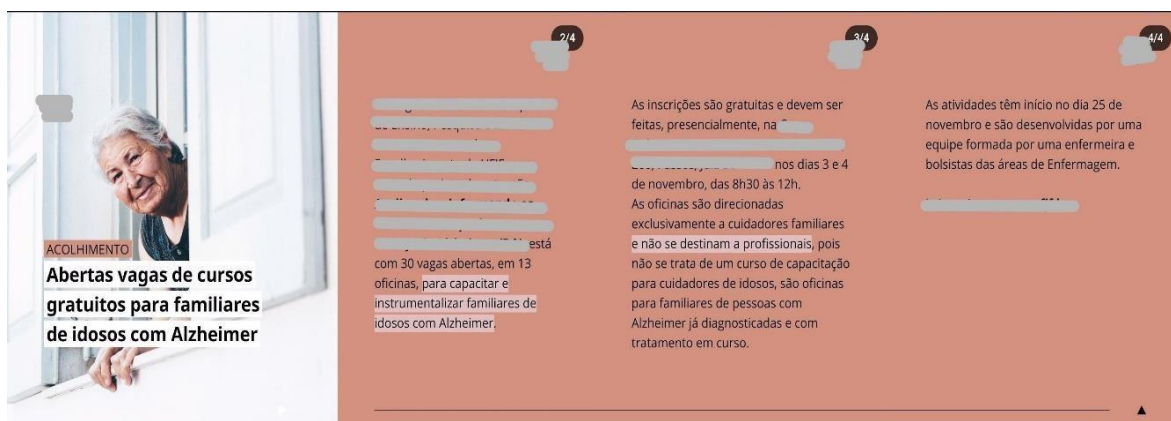 ACOLHIMENTO
Abertas vagas de cursos
gratuitos para familiares
de idosos com Alzheimer
2/4
está
com 30 vagas abertas, em 13
oficinas, para capacitar e
instrumentalizar familiares de
idosos com Alzheimer.
3/4
As inscrições são gratuitas e devem ser
feitas, presencialmente, na
nos dias 3 e 4
de novembro, das 8h30 às 12h.
As oficinas são direcionadas
exclusivamente a cuidadores familiares
e não se destinam a profissionais, pois
não se trata de um curso de capacitação
para cuidadores de idosos, são oficinas
para familiares de pessoas com
Alzheimer já diagnosticadas e com
tratamento em curso.
4/4
As atividades têm início no dia 25 de
novembro e são desenvolvidas por uma
equipe formada por uma enfermeira e
bolsistas das áreas de Enfermagem.